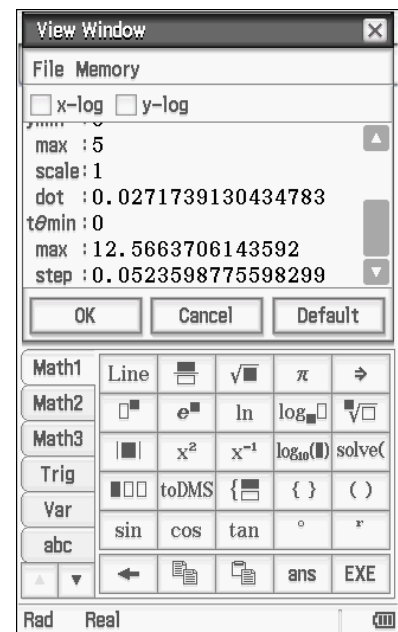 View Window
File Memory
x-log y-log
max :5
scale:1
dot :0.0271739130434783
tθmin :0
max :12.5663706143592
step :0.0523598775598299
OK Cancel Default
Math1 Line √■ π ⇒
Math2 □■ e■ ln log■□ ■√□
Math3 |■| x² x⁻¹ log₁₀(■) solve(
Trig ■□□ toDMS { { } ( )
Var sin cos tan ° r
abc
ans EXE
Rad Real